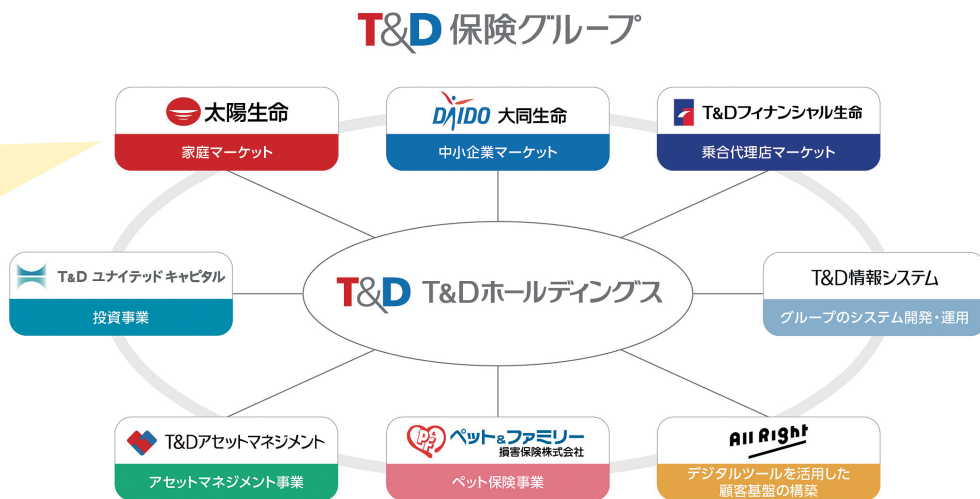 T&D 保険グループ
太陽生命
家庭マーケット
DAIDO 大同生命
中小企業マーケット
T&Dフィナンシャル生命
乗合代理店マーケット
T&D ユナイテッドキャピタル
投資事業
T&D T&Dホールディングス
T&D情報システム
グループのシステム開発・運用
T&Dアセットマネジメント
アセットマネジメント事業
PET ペット&ファミリー
損害保険株式会社
ペット保険事業
All Right
デジタルツールを活用した
顧客基盤の構築